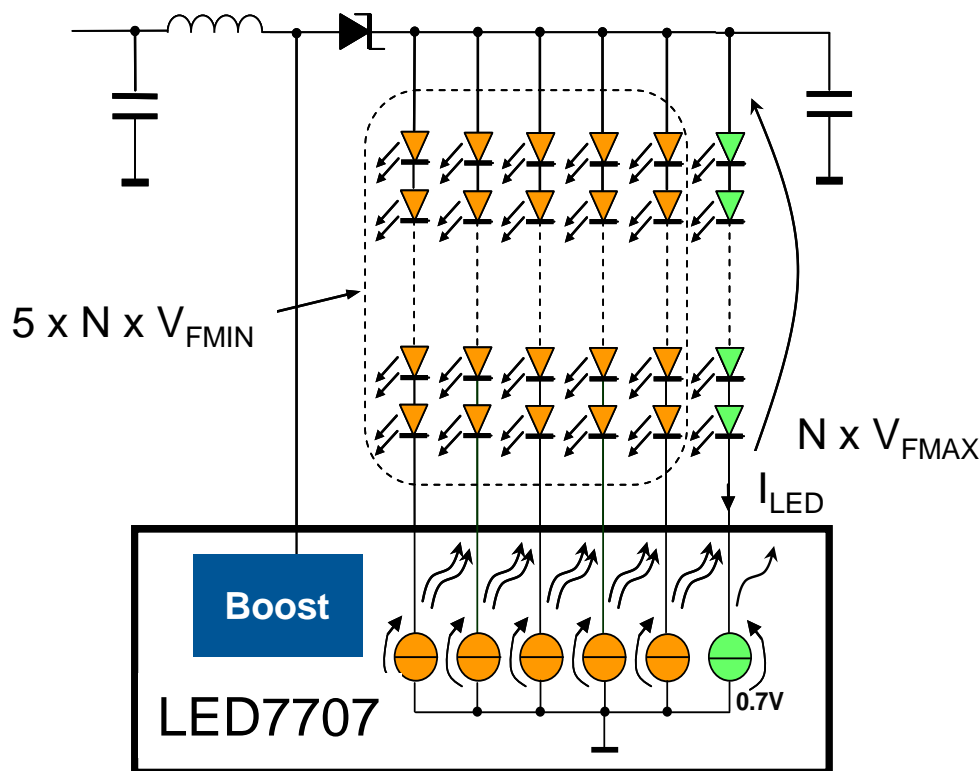 5 x N x VFMIN
N x VFMAX
ILED
Boost
0.7V
LED7707